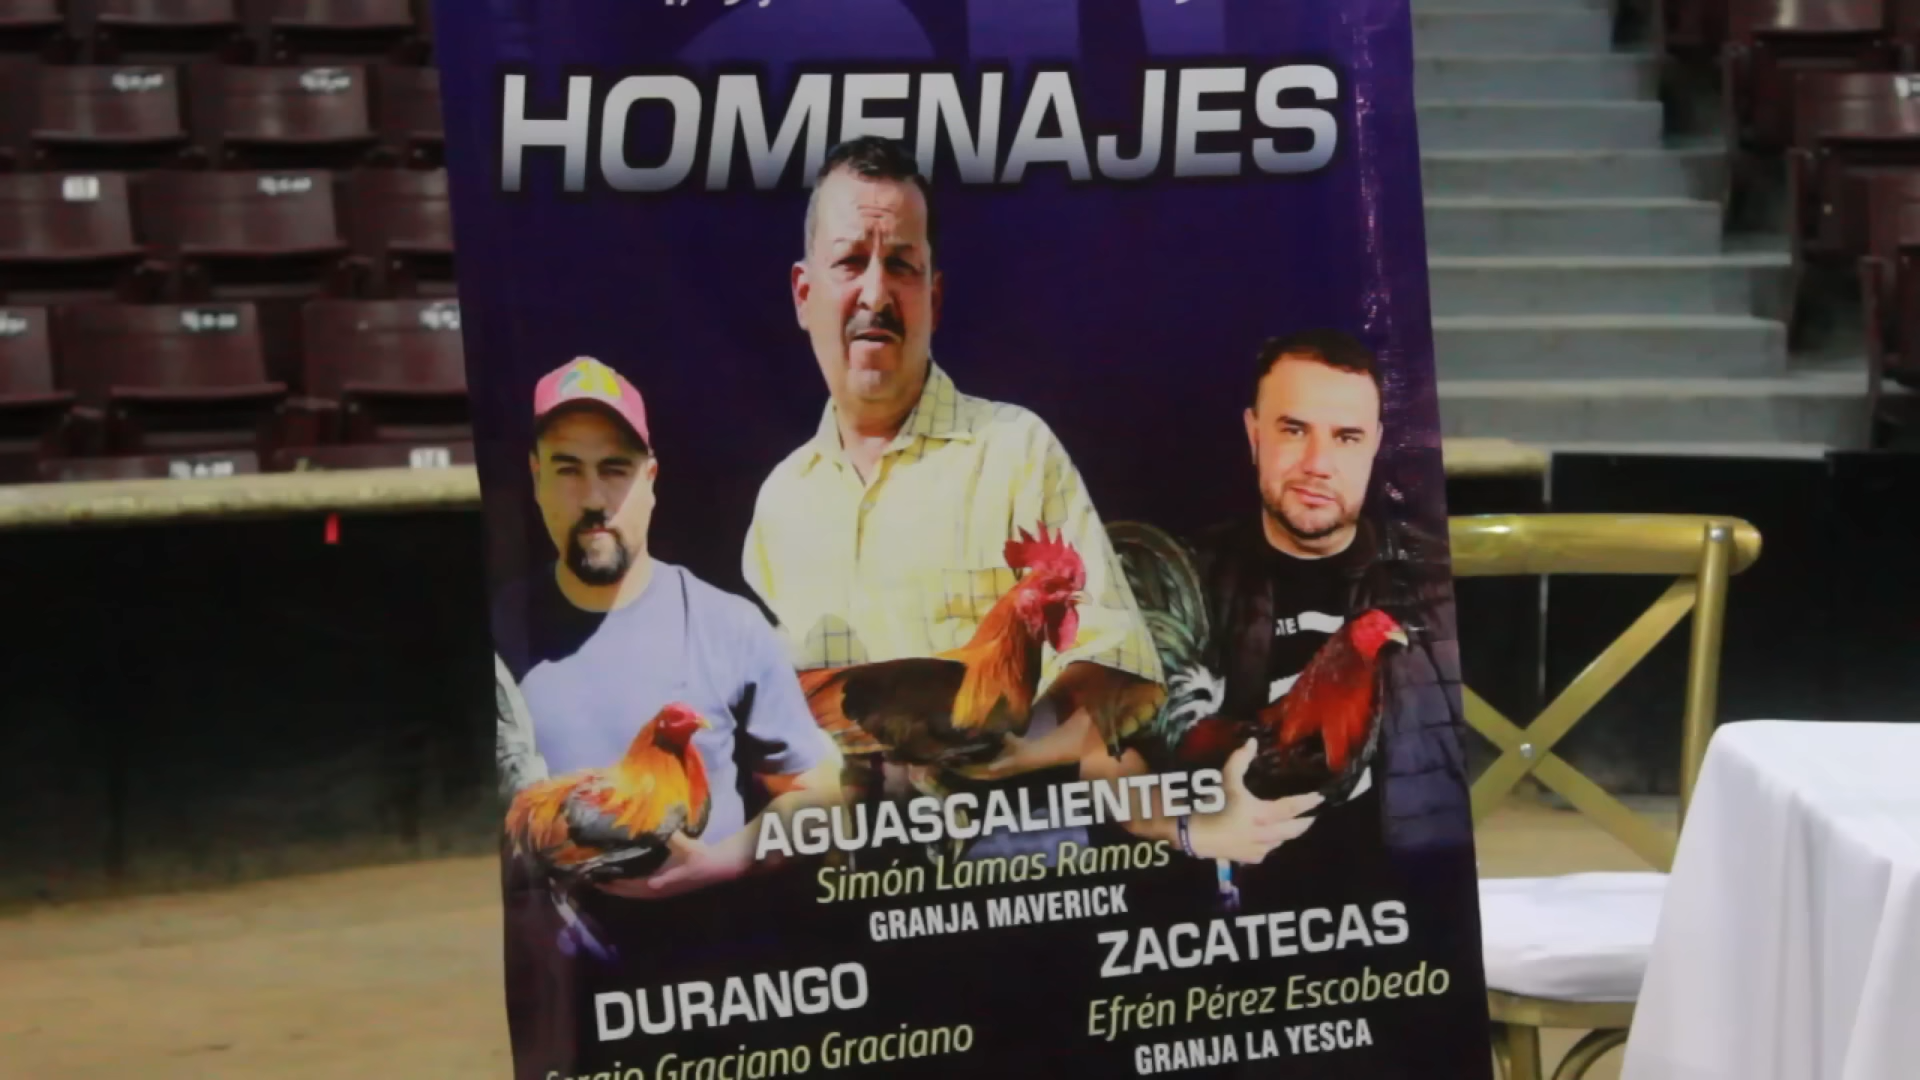 HOMENAJES
AGUASCALIENTES
Simón Lamas Ramos
GRANJA MAVERICK
ZACATECAS
Efrén Pérez Escobedo
GRANJA LA YESCA
DURANGO
Sergio Graciano Graciano